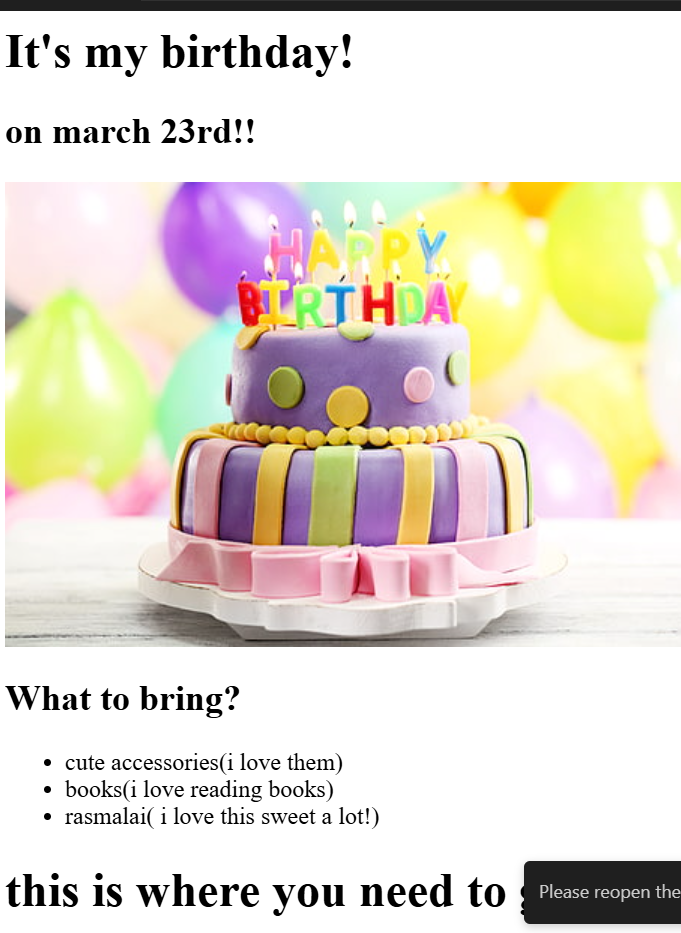 It's my birthday!
on march 23rd!!
HAPPY
BIRTHDAY
What to bring?
cute accessories(i love them)
books(i love reading books)
rasmalai( i love this sweet a lot!)
this is where you need to
Please reopen the